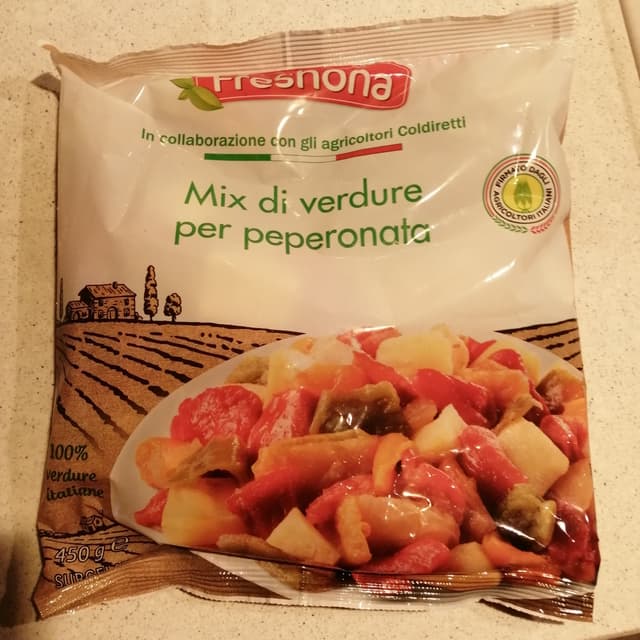 Freshona
In collaborazione con gli agricoltori Coldiretti
Mix di verdure
per peperonata
FIRMATO DAGLI
AGRICOLTORI ITALIANI
100%
verdure
italiane
450 g e